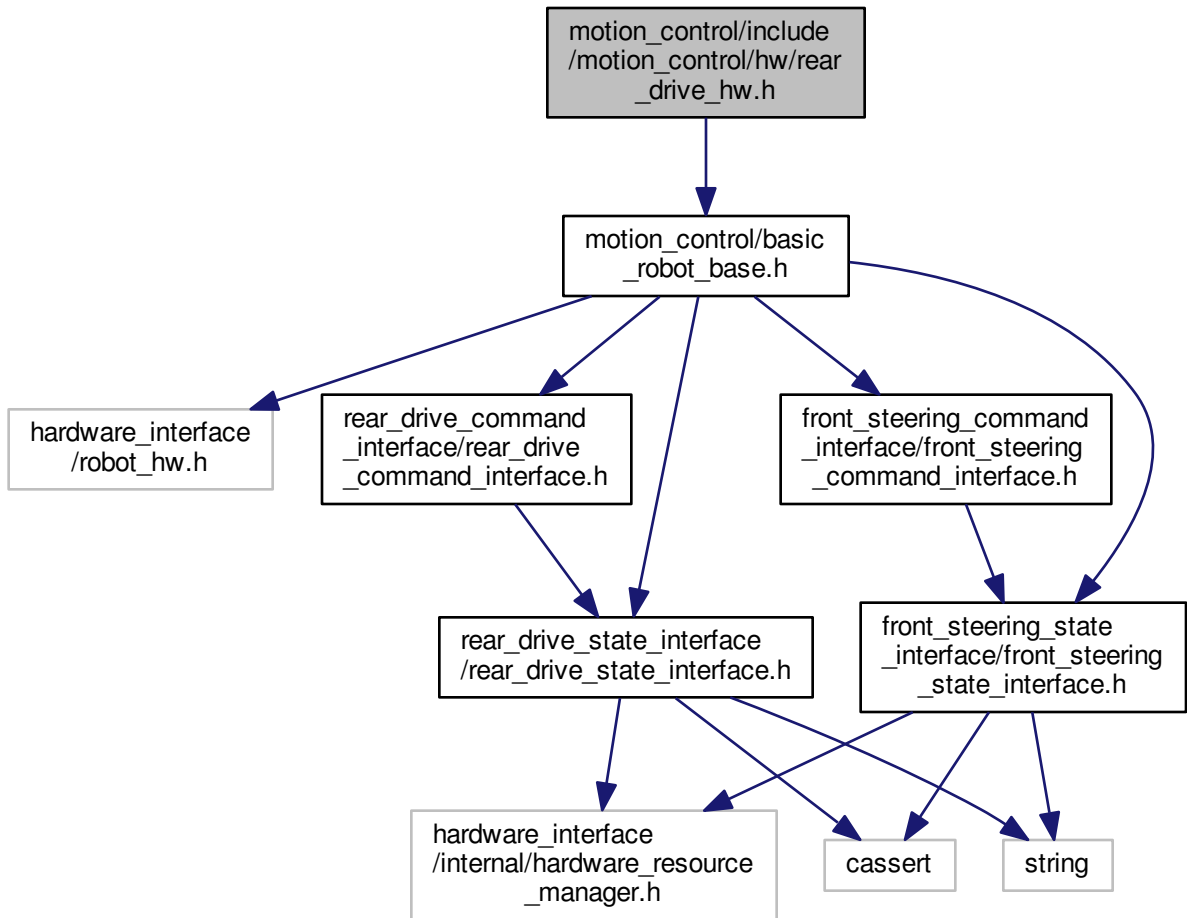 motion_control/include
/motion_control/hw/rear
_drive_hw.h
motion_control/basic
_robot_base.h
hardware_interface
/robot_hw.h
rear_drive_command
_interface/rear_drive
_command_interface.h
front_steering_command
_interface/front_steering
_command_interface.h
rear_drive_state_interface
/rear_drive_state_interface.h
front_steering_state
_interface/front_steering
_state_interface.h
hardware_interface
/internal/hardware_resource
_manager.h
cassert
string